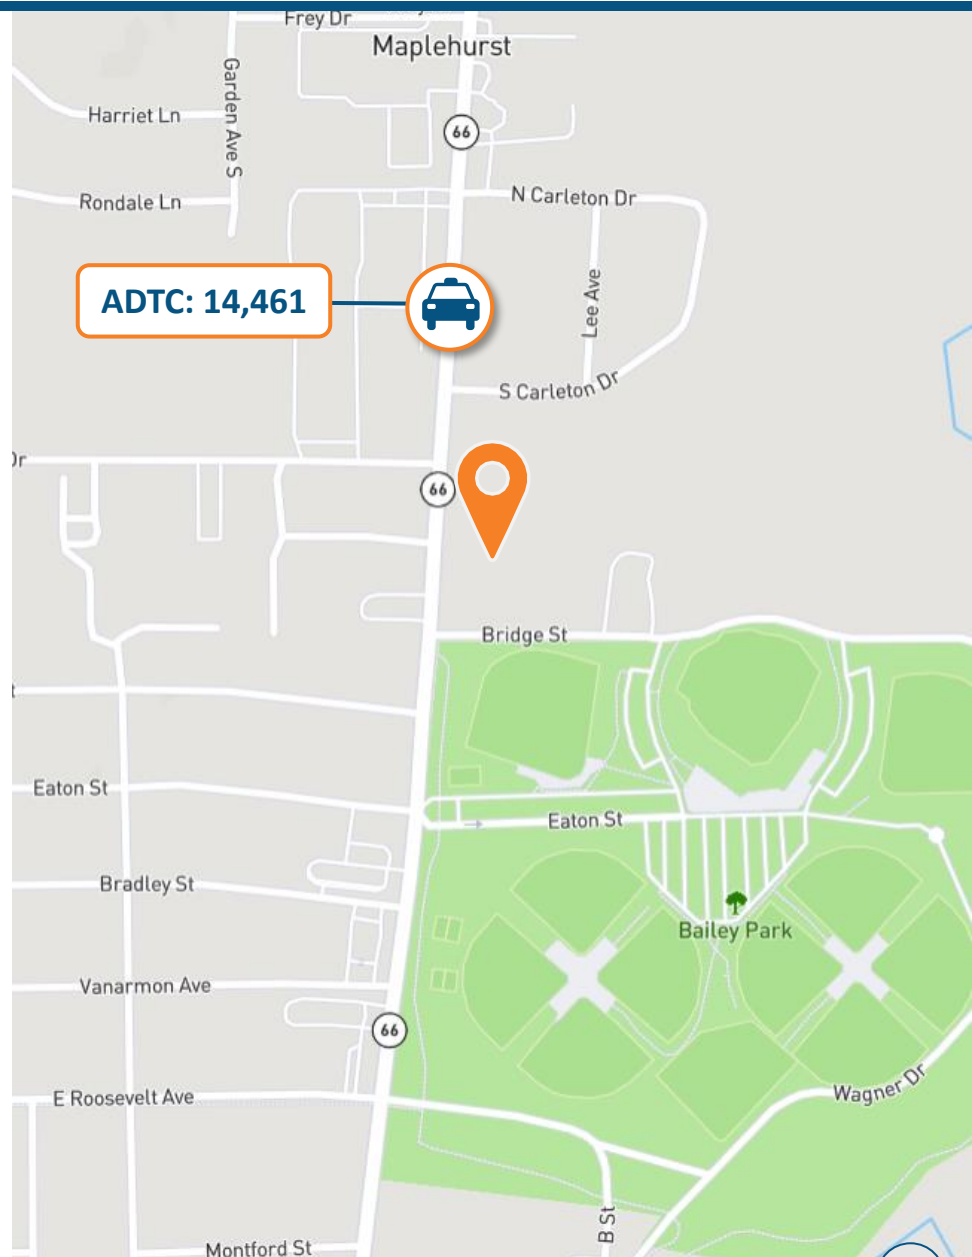 Frey Dr
Maplehurst
Garden Ave S
Harriet Ln
66
Rondale Ln
N Carleton Dr
ADTC: 14,461
Lee Ave
S Carleton Dr
Dr
66
Bridge St
Eaton St
Eaton St
Bradley St
Bailey Park
Vanarmon Ave
66
E Roosevelt Ave
Wagner Dr
B St
Montford St